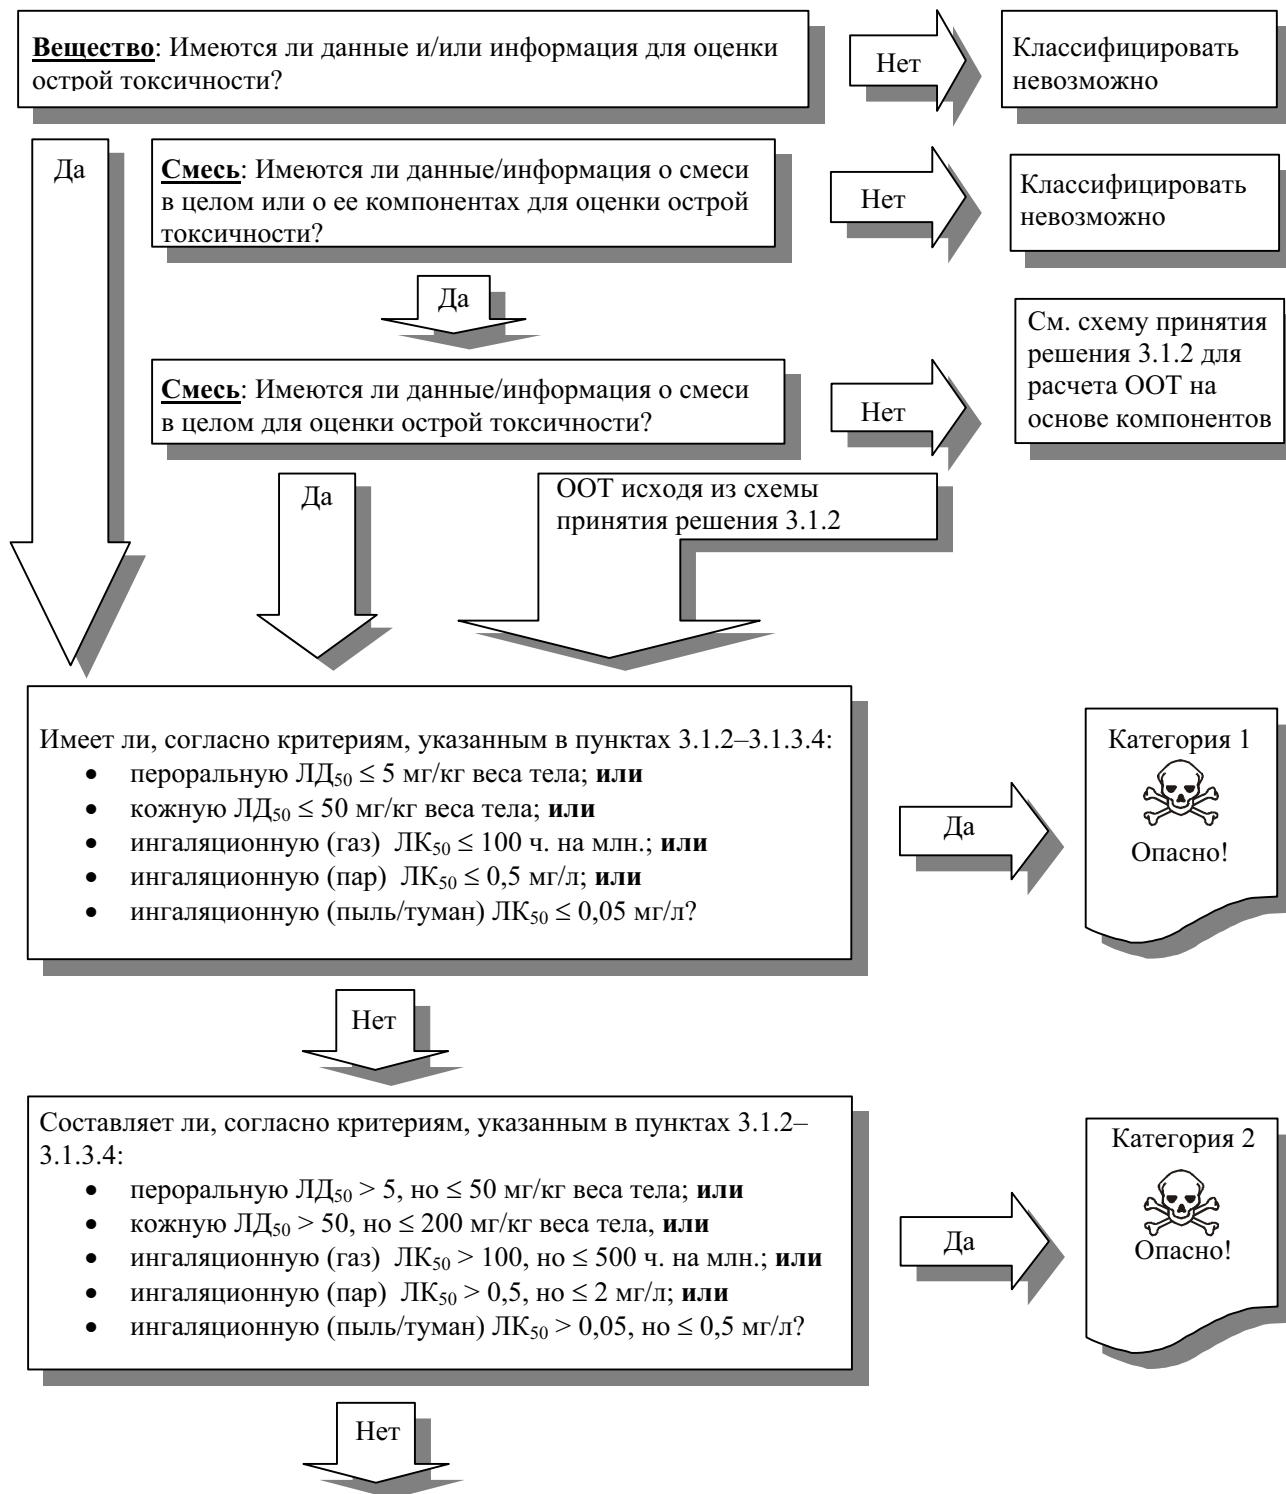 Вещество: Имеются ли данные и/или информация для оценки
острой токсичности?
Нет
Классифицировать
невозможно
Да
Смесь: Имеются ли данные/информация о смеси
в целом или о ее компонентах для оценки острой
токсичности?
Нет
Классифицировать
невозможно
Да
Смесь: Имеются ли данные/информация о смеси
в целом для оценки острой токсичности?
Нет
См. схему принятия
решения 3.1.2 для
расчета ООТ на
основе компонентов
Да
ООТ исходя из схемы
принятия решения 3.1.2
Имеет ли, согласно критериям, указанным в пунктах 3.1.2–3.1.3.4:
• пероральную ЛД50 ≤ 5 мг/кг веса тела; или
• кожную ЛД50 ≤ 50 мг/кг веса тела; или
• ингаляционную (газ) ЛК50 ≤ 100 ч. на млн.; или
• ингаляционную (пар) ЛК50 ≤ 0,5 мг/л; или
• ингаляционную (пыль/туман) ЛК50 ≤ 0,05 мг/л?
Да
Категория 1
Опасно!
Нет
Составляет ли, согласно критериям, указанным в пунктах 3.1.2–
3.1.3.4:
• пероральную ЛД50 > 5, но ≤ 50 мг/кг веса тела; или
• кожную ЛД50 > 50, но ≤ 200 мг/кг веса тела, или
• ингаляционную (газ) ЛК50 > 100, но ≤ 500 ч. на млн.; или
• ингаляционную (пар) ЛК50 > 0,5, но ≤ 2 мг/л; или
• ингаляционную (пыль/туман) ЛК50 > 0,05, но ≤ 0,5 мг/л?
Да
Категория 2
Опасно!
Нет